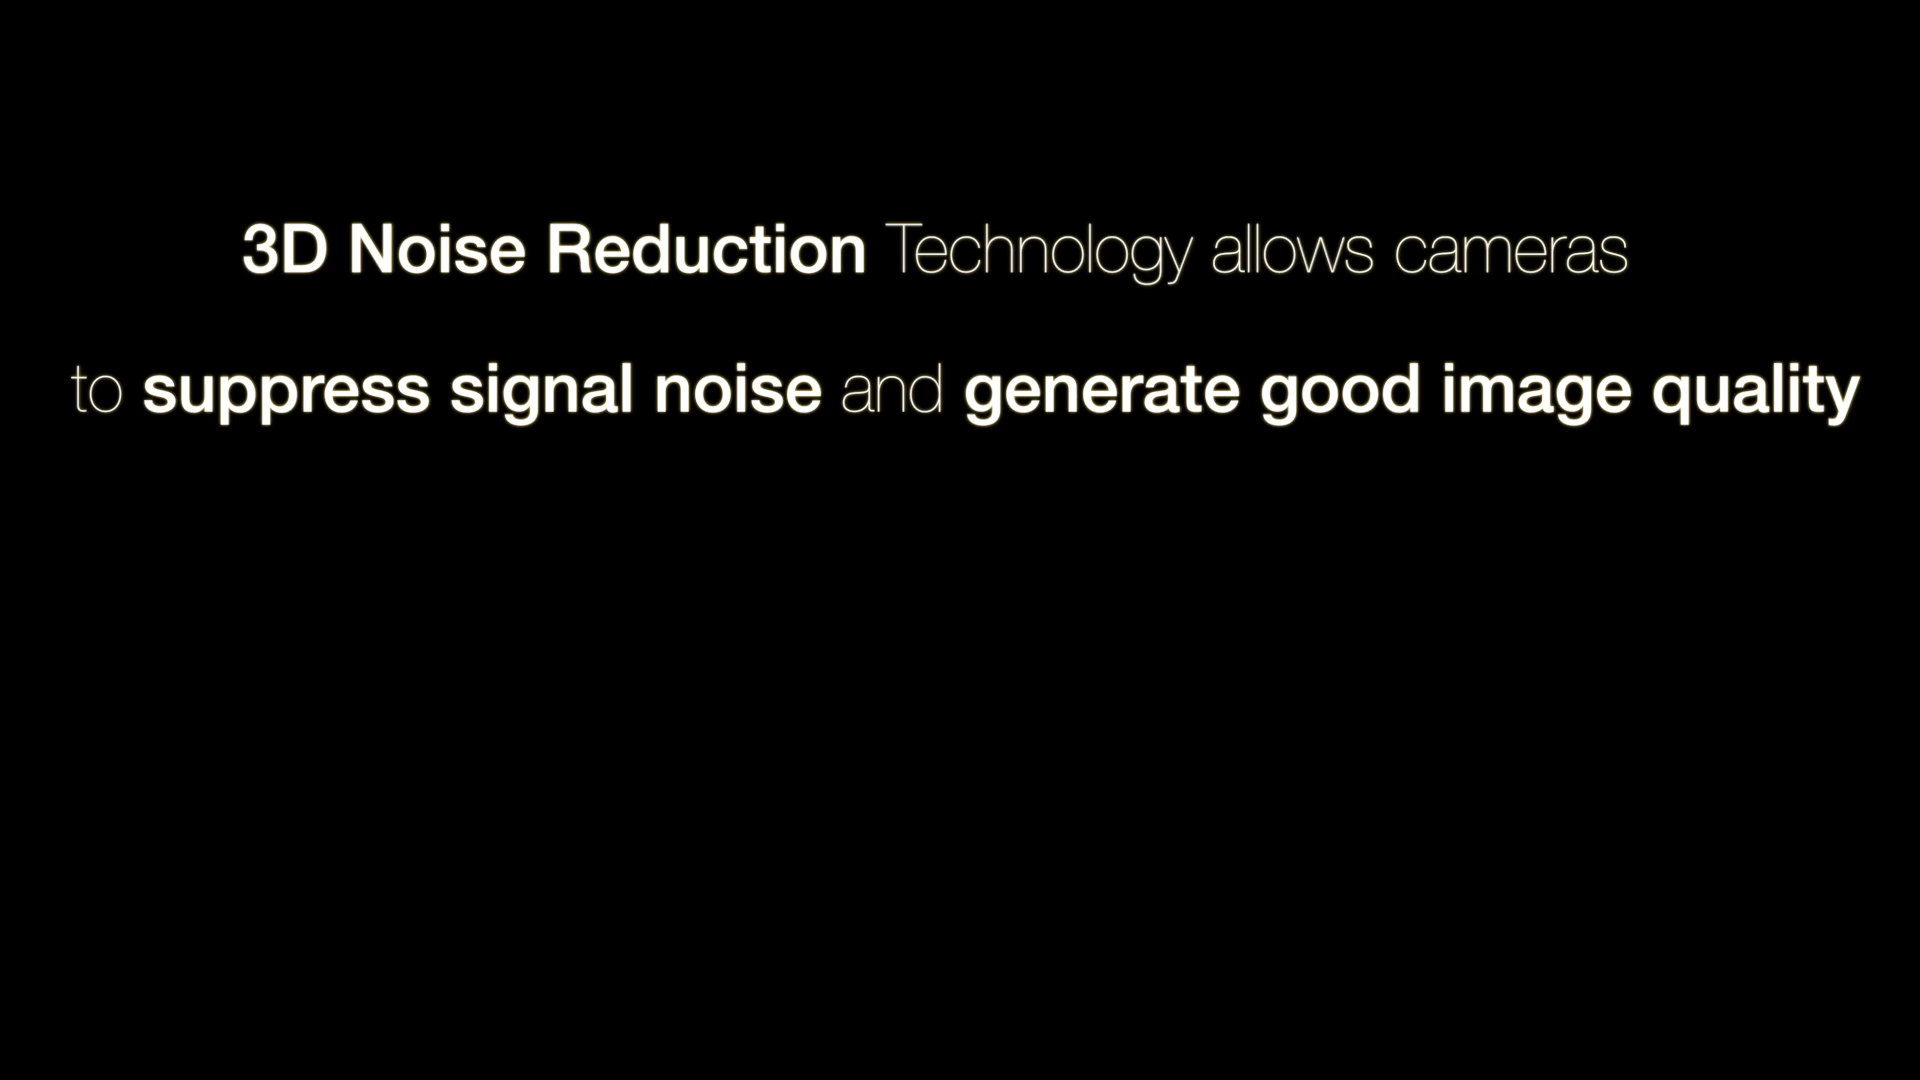 3D Noise Reduction Technology allows cameras
to suppress signal noise and generate good image quality